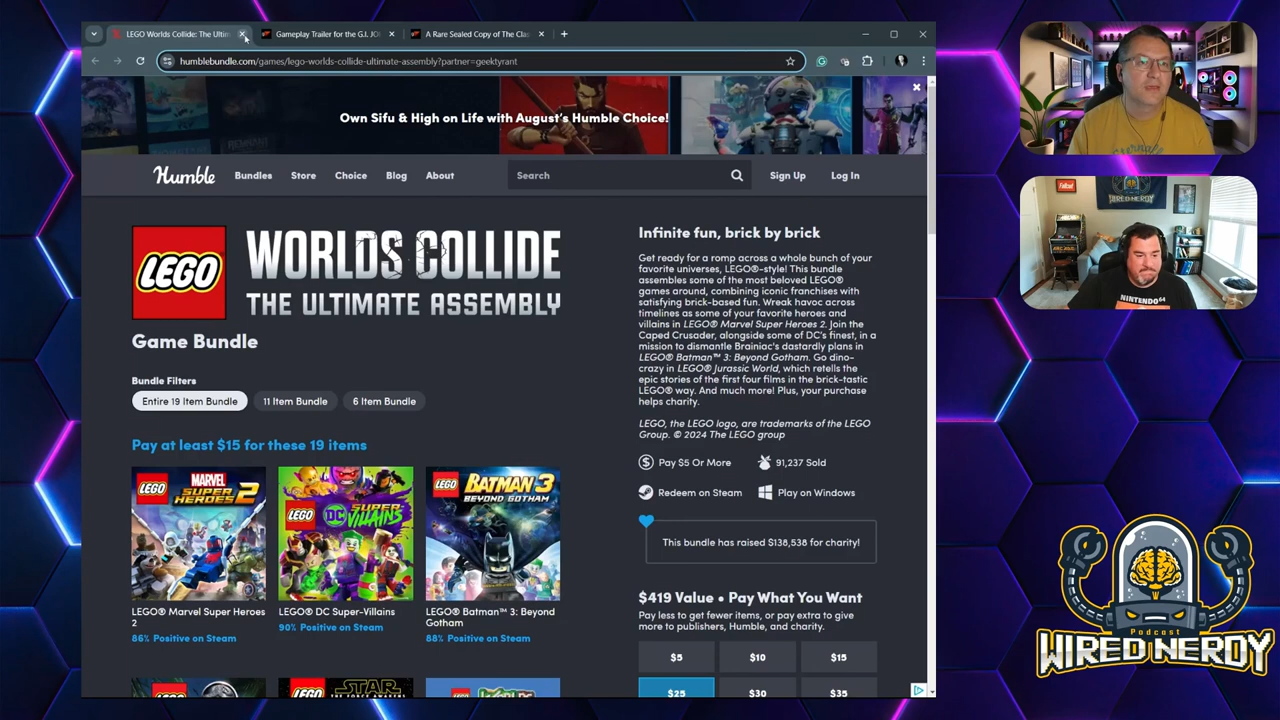 LEGO Worlds Collide: The Ultim
Gameplay Trailer for the G.I. JO
A Rare Sealed Copy of The Clas
humblebundle.com/games/lego-worlds-collide-ultimate-assembly?partner=geektyrant
Own Sifu & High on Life with August's Humble Choice!
Humble
Bundles
Store
Choice
Blog
About
Search
Sign Up
Log In
LEGO
WORLDS COLLIDE
THE ULTIMATE ASSEMBLY
Game Bundle
Bundle Filters
Entire 19 Item Bundle
11 Item Bundle
6 Item Bundle
Pay at least $15 for these 19 items
LEGO
MARVEL
SUPER HEROES 2
LEGO
DC SUPER-VILLAINS
LEGO
BATMAN 3
BEYOND GOTHAM
LEGO® Marvel Super Heroes
2
86% Positive on Steam
LEGO® DC Super-Villains
90% Positive on Steam
LEGO® Batman™ 3: Beyond
Gotham
88% Positive on Steam
LEGO
STAR
THE FORCE AWAKENS
LEGO
Infinite fun, brick by brick
Get ready for a romp across a whole bunch of your
favorite universes, LEGO®-style! This bundle
assembles some of the most beloved LEGO®
games around, combining iconic franchises with
satisfying brick-based fun. Wreak havoc across
timelines as some of your favorite heroes and
villains in LEGO® Marvel Super Heroes 2. Join the
Caped Crusader, alongside some of DC's finest, in a
mission to dismantle Brainiac's dastardly plans in
LEGO® Batman™ 3: Beyond Gotham. Go dino-
crazy in LEGO® Jurassic World, which retells the
epic stories of the first four films in the brick-tastic
LEGO® way. And much more! Plus, your purchase
helps charity.
LEGO, the LEGO logo, are trademarks of the LEGO
Group. © 2024 The LEGO group
Pay $5 Or More
91,237 Sold
Redeem on Steam
Play on Windows
This bundle has raised $138,538 for charity!
$419 Value • Pay What You Want
Pay less to get fewer items, or pay extra to give
more to publishers, Humble, and charity.
$5
$10
$15
$25
$30
$35
Fallout
WIRED NERDY
NINTENDO 64
Podcast
WIRED NERDY